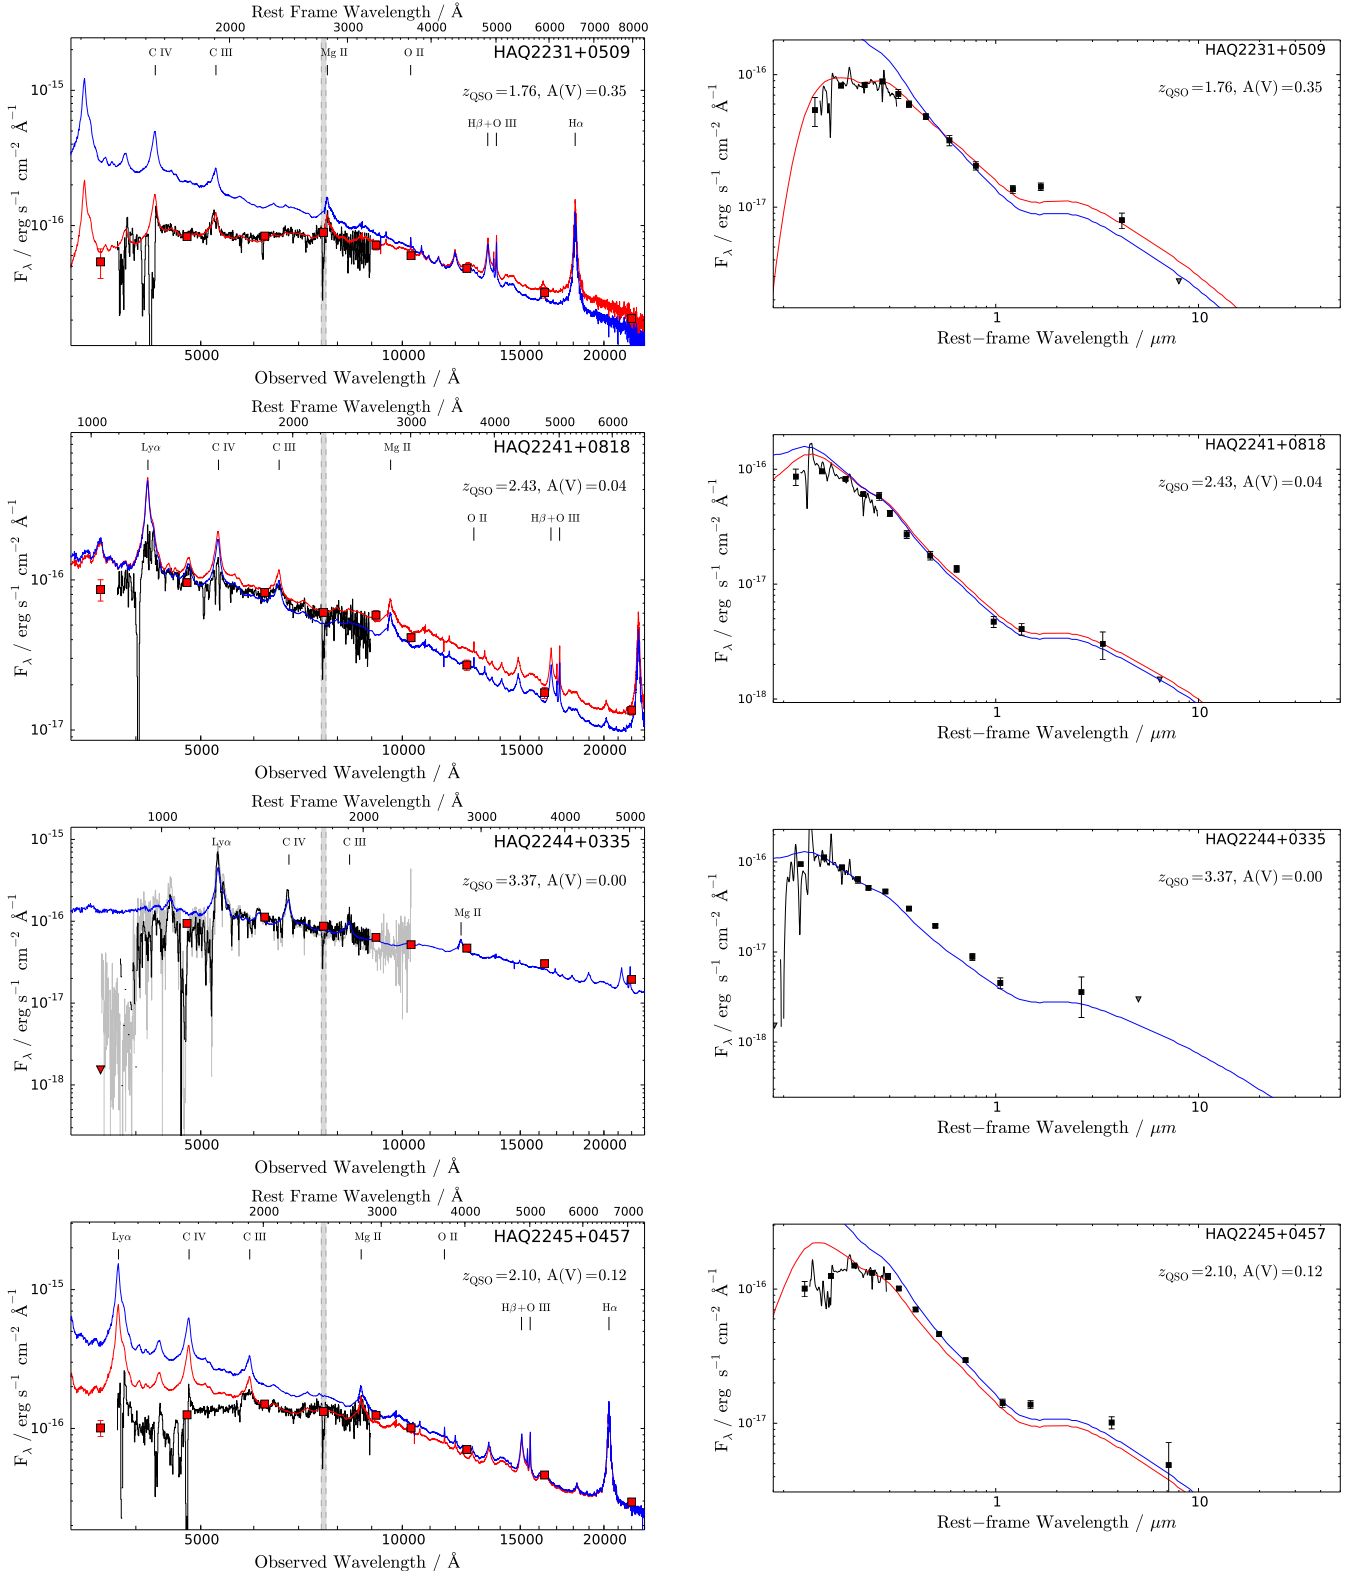 Rest Frame Wavelength / Å
2000 3000 4000 5000 6000 7000 8000
HAQ2231+0509
C IV C III Mg II O II
z_QSO=1.76, A(V)=0.35
Hβ+O III Hα
10^-15
10^-16
F_λ / erg s^-1 cm^-2 Å^-1
5000 10000 15000 20000
Observed Wavelength / Å
HAQ2231+0509
z_QSO=1.76, A(V)=0.35
10^-16
10^-17
F_λ / erg s^-1 cm^-2 Å^-1
1 10
Rest−frame Wavelength / μm
Rest Frame Wavelength / Å
1000 2000 3000 4000 5000 6000
HAQ2241+0818
Lyα C IV C III Mg II
z_QSO=2.43, A(V)=0.04
O II Hβ+O III
10^-16
10^-17
F_λ / erg s^-1 cm^-2 Å^-1
5000 10000 15000 20000
Observed Wavelength / Å
HAQ2241+0818
z_QSO=2.43, A(V)=0.04
10^-16
10^-17
10^-18
F_λ / erg s^-1 cm^-2 Å^-1
1 10
Rest−frame Wavelength / μm
Rest Frame Wavelength / Å
1000 2000 3000 4000 5000
HAQ2244+0335
Lyα C IV C III
z_QSO=3.37, A(V)=0.00
Mg II
10^-15
10^-16
10^-17
10^-18
F_λ / erg s^-1 cm^-2 Å^-1
5000 10000 15000 20000
Observed Wavelength / Å
HAQ2244+0335
z_QSO=3.37, A(V)=0.00
10^-16
10^-17
10^-18
F_λ / erg s^-1 cm^-2 Å^-1
1 10
Rest−frame Wavelength / μm
Rest Frame Wavelength / Å
2000 3000 4000 5000 6000 7000
HAQ2245+0457
Lyα C IV C III Mg II O II
z_QSO=2.10, A(V)=0.12
Hβ+O III Hα
10^-15
10^-16
F_λ / erg s^-1 cm^-2 Å^-1
5000 10000 15000 20000
Observed Wavelength / Å
HAQ2245+0457
z_QSO=2.10, A(V)=0.12
10^-16
10^-17
F_λ / erg s^-1 cm^-2 Å^-1
1 10
Rest−frame Wavelength / μm